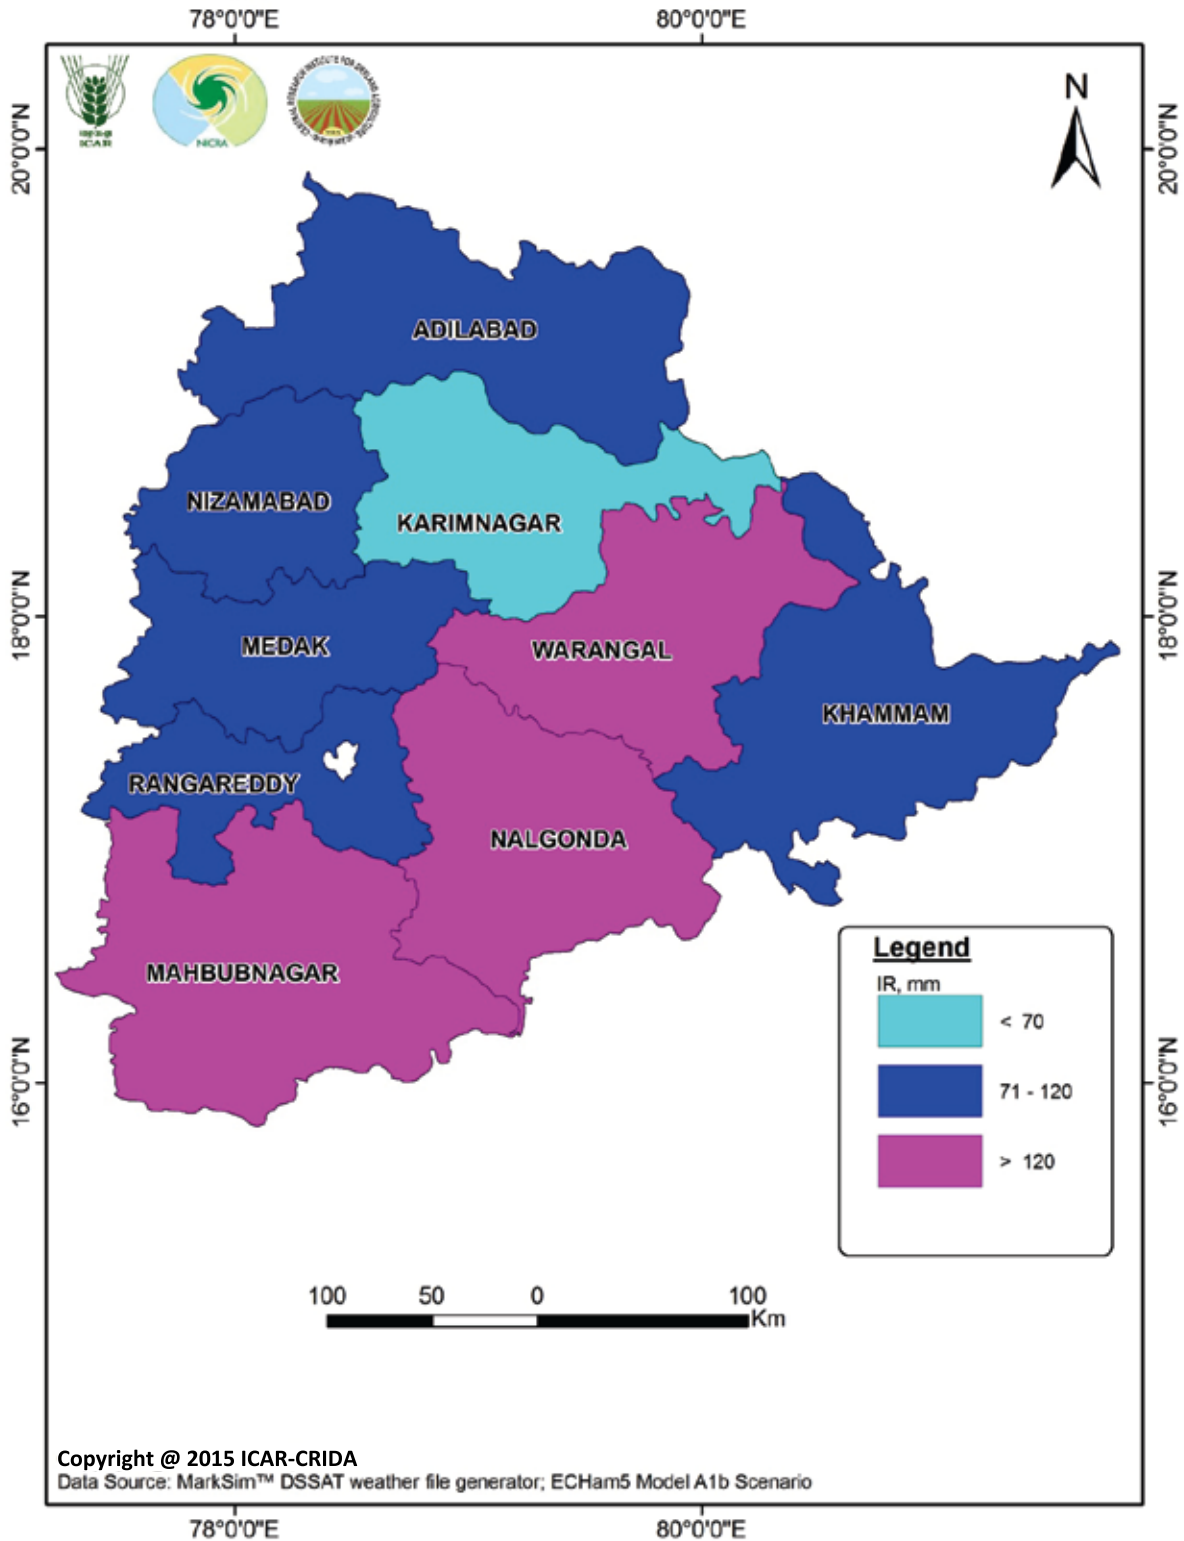 78°0'0"E 80°0'0"E
20°0'0"N
20°0'0"N
ICAR
NICRA
N
ADILABAD
NIZAMABAD
KARIMNAGAR
18°0'0"N
18°0'0"N
MEDAK
WARANGAL
KHAMMAM
RANGAREDDY
NALGONDA
MAHBUBNAGAR
16°0'0"N
16°0'0"N
Legend
IR, mm
< 70
71 - 120
> 120
100 50 0 100
Km
Copyright @ 2015 ICAR-CRIDA
Data Source: MarkSim™ DSSAT weather file generator; ECHam5 Model A1b Scenario
78°0'0"E 80°0'0"E